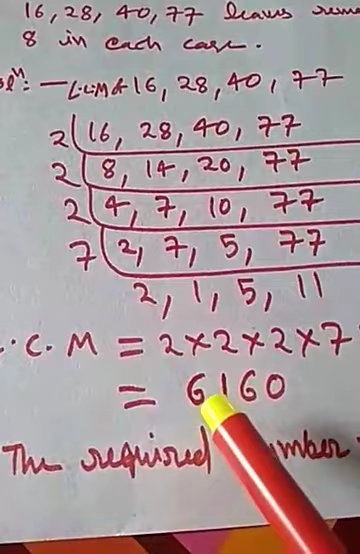 16, 28, 40, 77 leaves rem
8 in each case.
olⁿ: — L.C.M of 16, 28, 40, 77
2 16, 28, 40, 77
2 8, 14, 20, 77
2 4, 7, 10, 77
7 2, 7, 5, 77
2, 1, 5, 11
. C. M = 2×2×2×7
= 6160
The required number